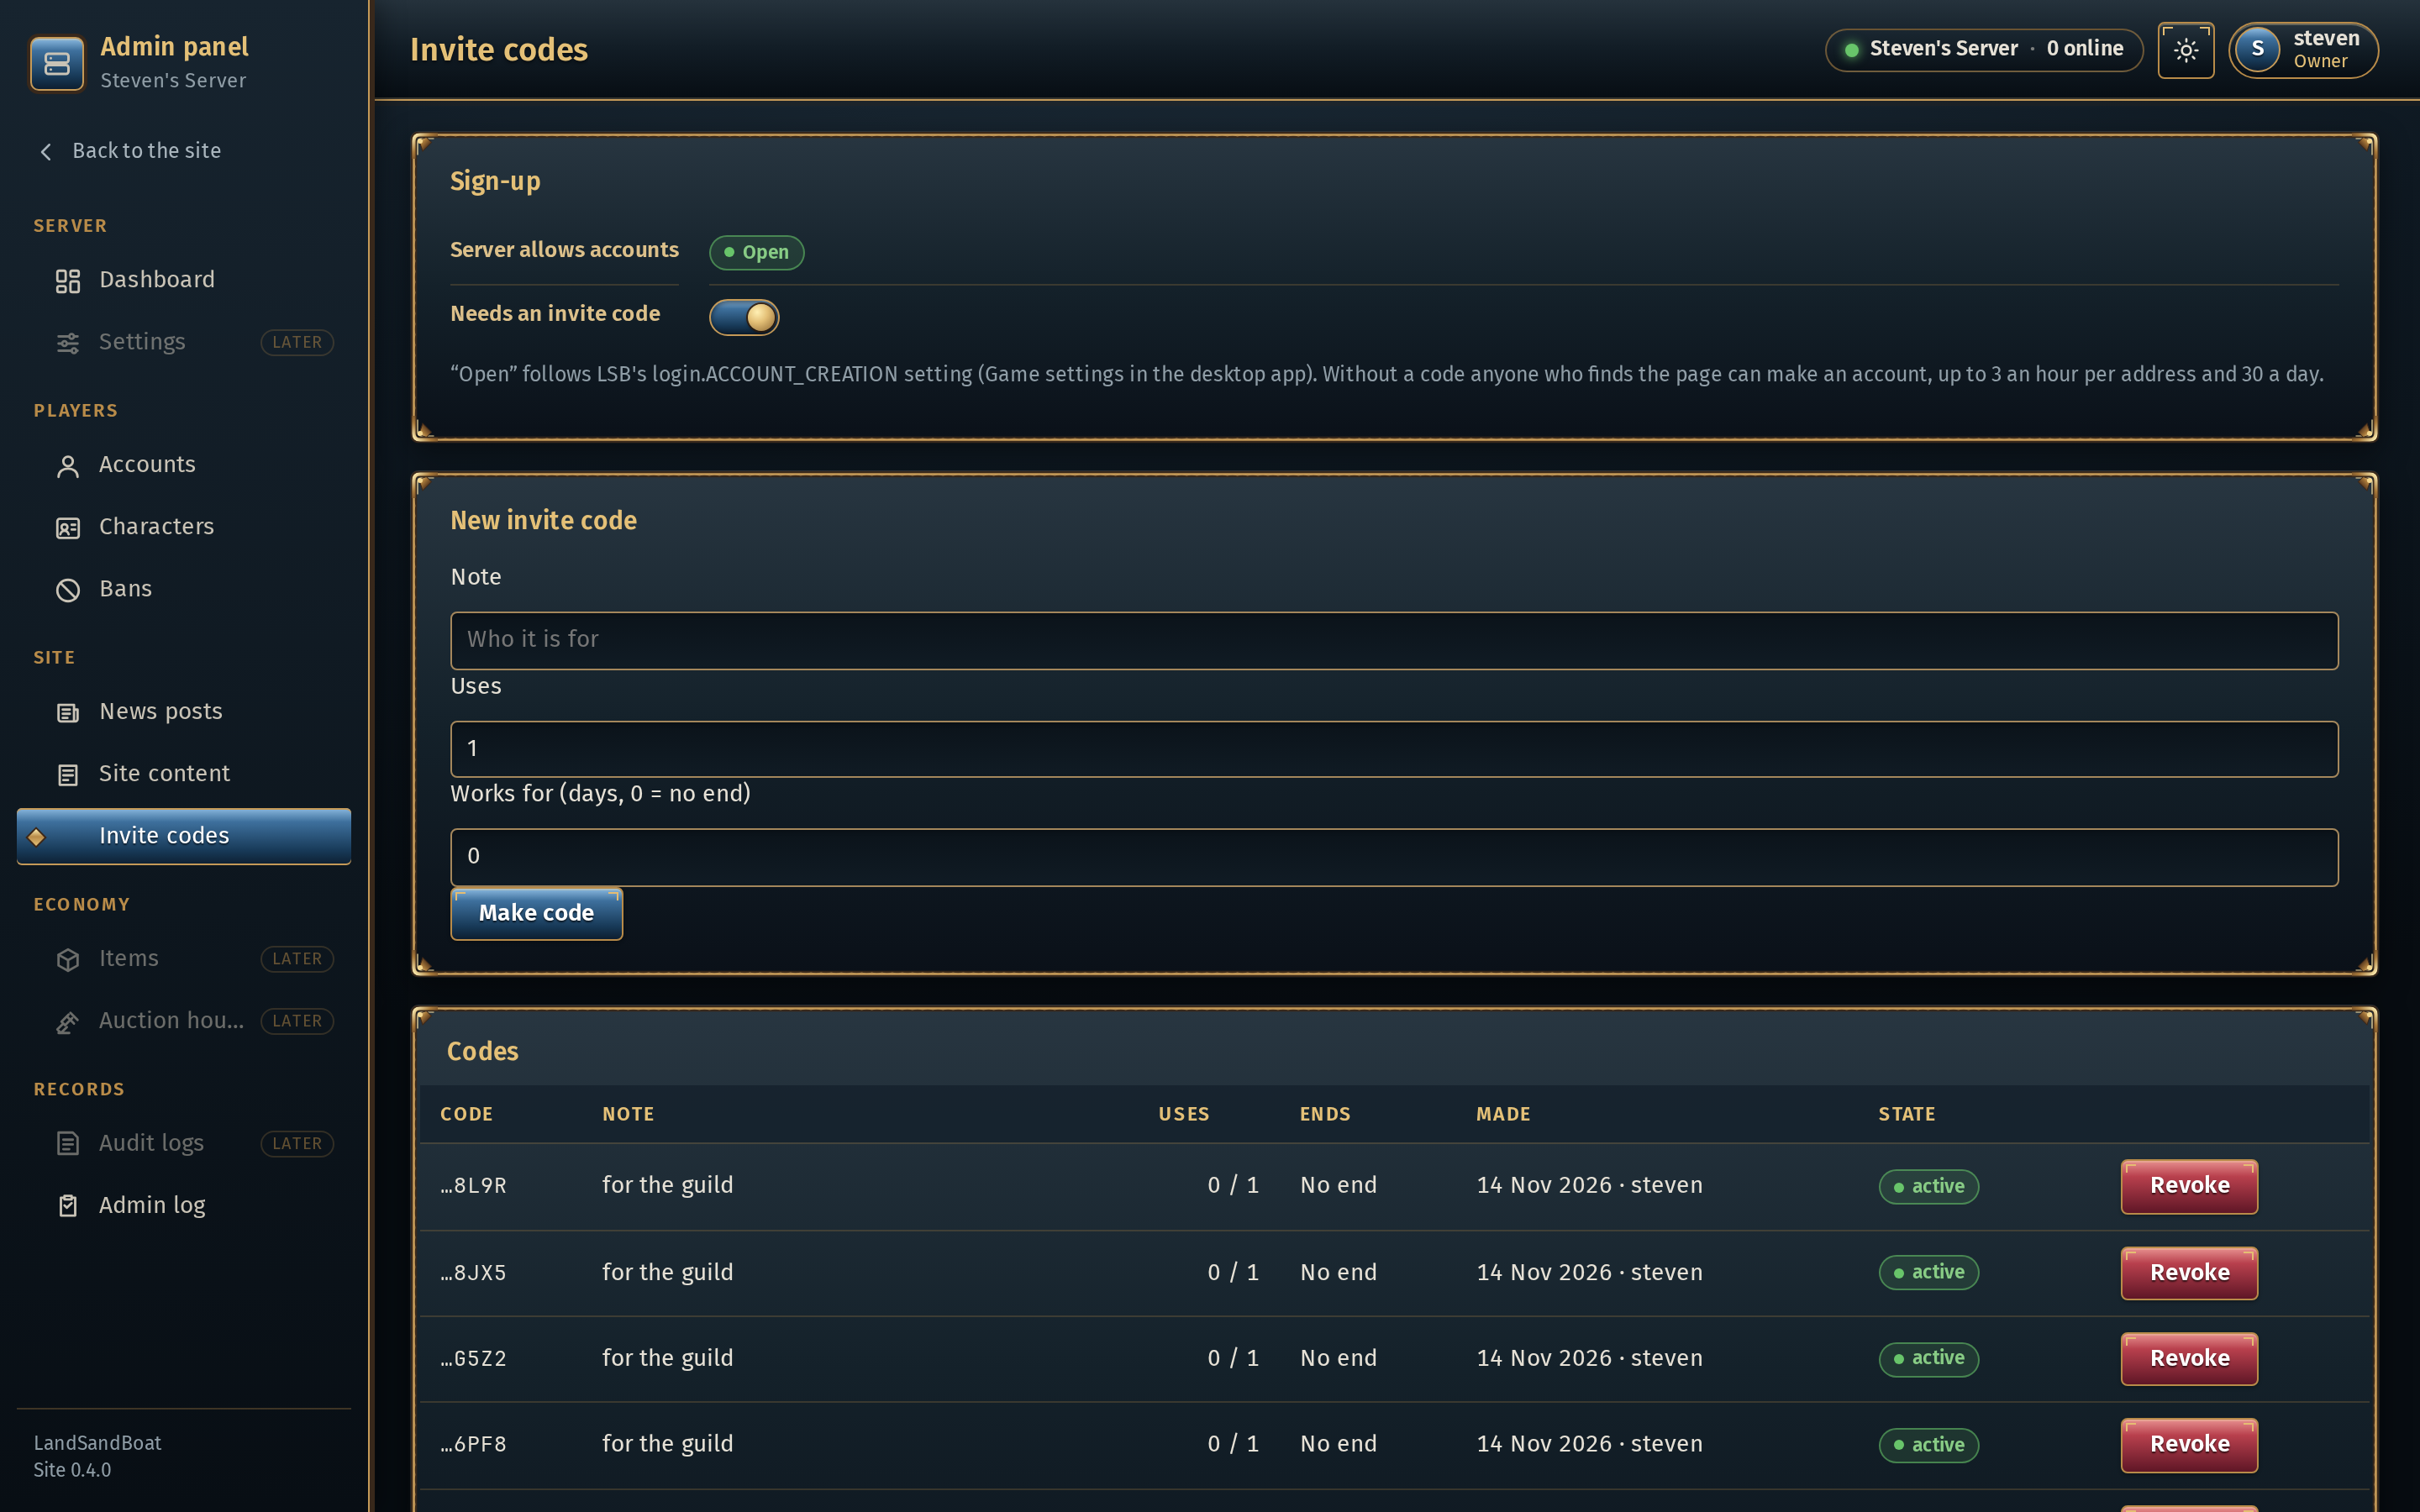 Admin panel
Steven's Server
Back to the site
SERVER
Dashboard
Settings LATER
PLAYERS
Accounts
Characters
Bans
SITE
News posts
Site content
Invite codes
ECONOMY
Items LATER
Auction hou... LATER
RECORDS
Audit logs LATER
Admin log
LandSandBoat
Site 0.4.0
Invite codes
Steven's Server · 0 online
S
steven
Owner
Sign-up
Server allows accounts Open
Needs an invite code
“Open” follows LSB's login.ACCOUNT_CREATION setting (Game settings in the desktop app). Without a code anyone who finds the page can make an account, up to 3 an hour per address and 30 a day.
New invite code
Note
Who it is for
Uses
1
Works for (days, 0 = no end)
0
Make code
Codes
CODE NOTE USES ENDS MADE STATE
…8L9R for the guild 0 / 1 No end 14 Nov 2026 · steven active Revoke
…8JX5 for the guild 0 / 1 No end 14 Nov 2026 · steven active Revoke
…G5Z2 for the guild 0 / 1 No end 14 Nov 2026 · steven active Revoke
…6PF8 for the guild 0 / 1 No end 14 Nov 2026 · steven active Revoke